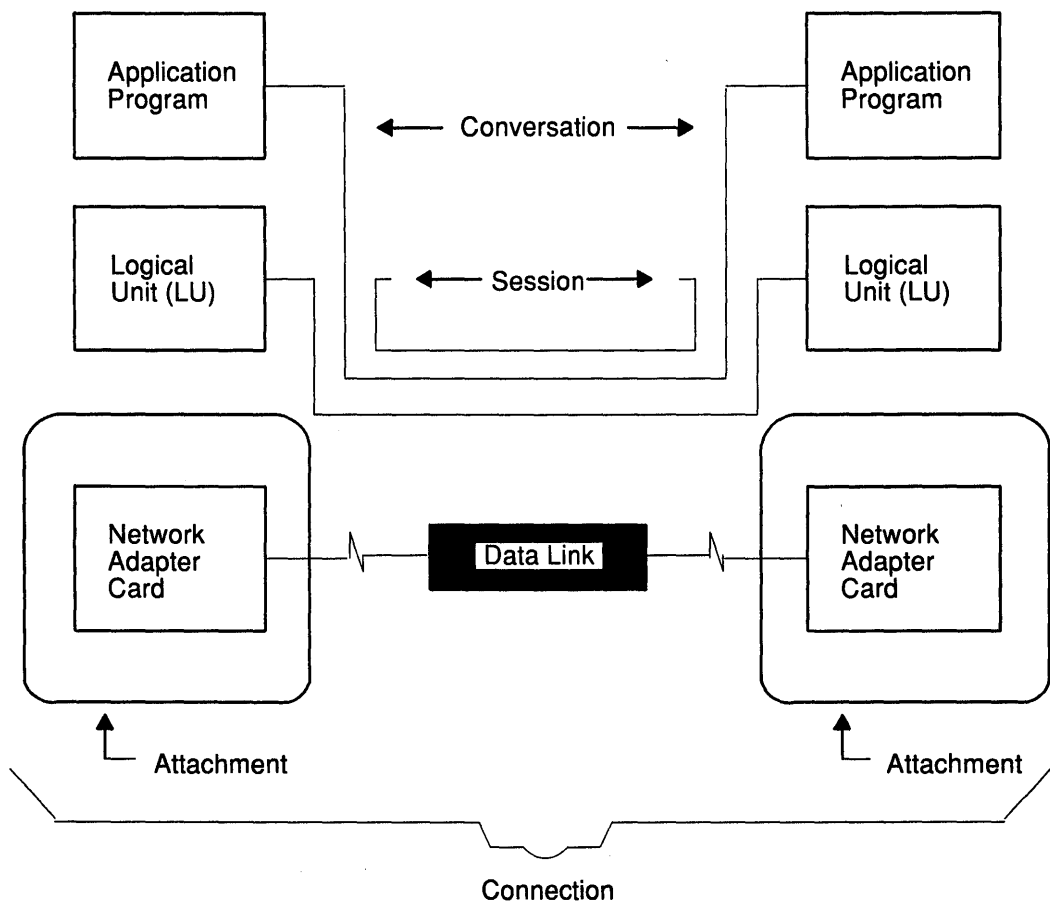 Application
Program
Application
Program
Conversation
Logical
Unit (LU)
Session
Logical
Unit (LU)
Network
Adapter
Card
Data Link
Network
Adapter
Card
Attachment
Attachment
Connection